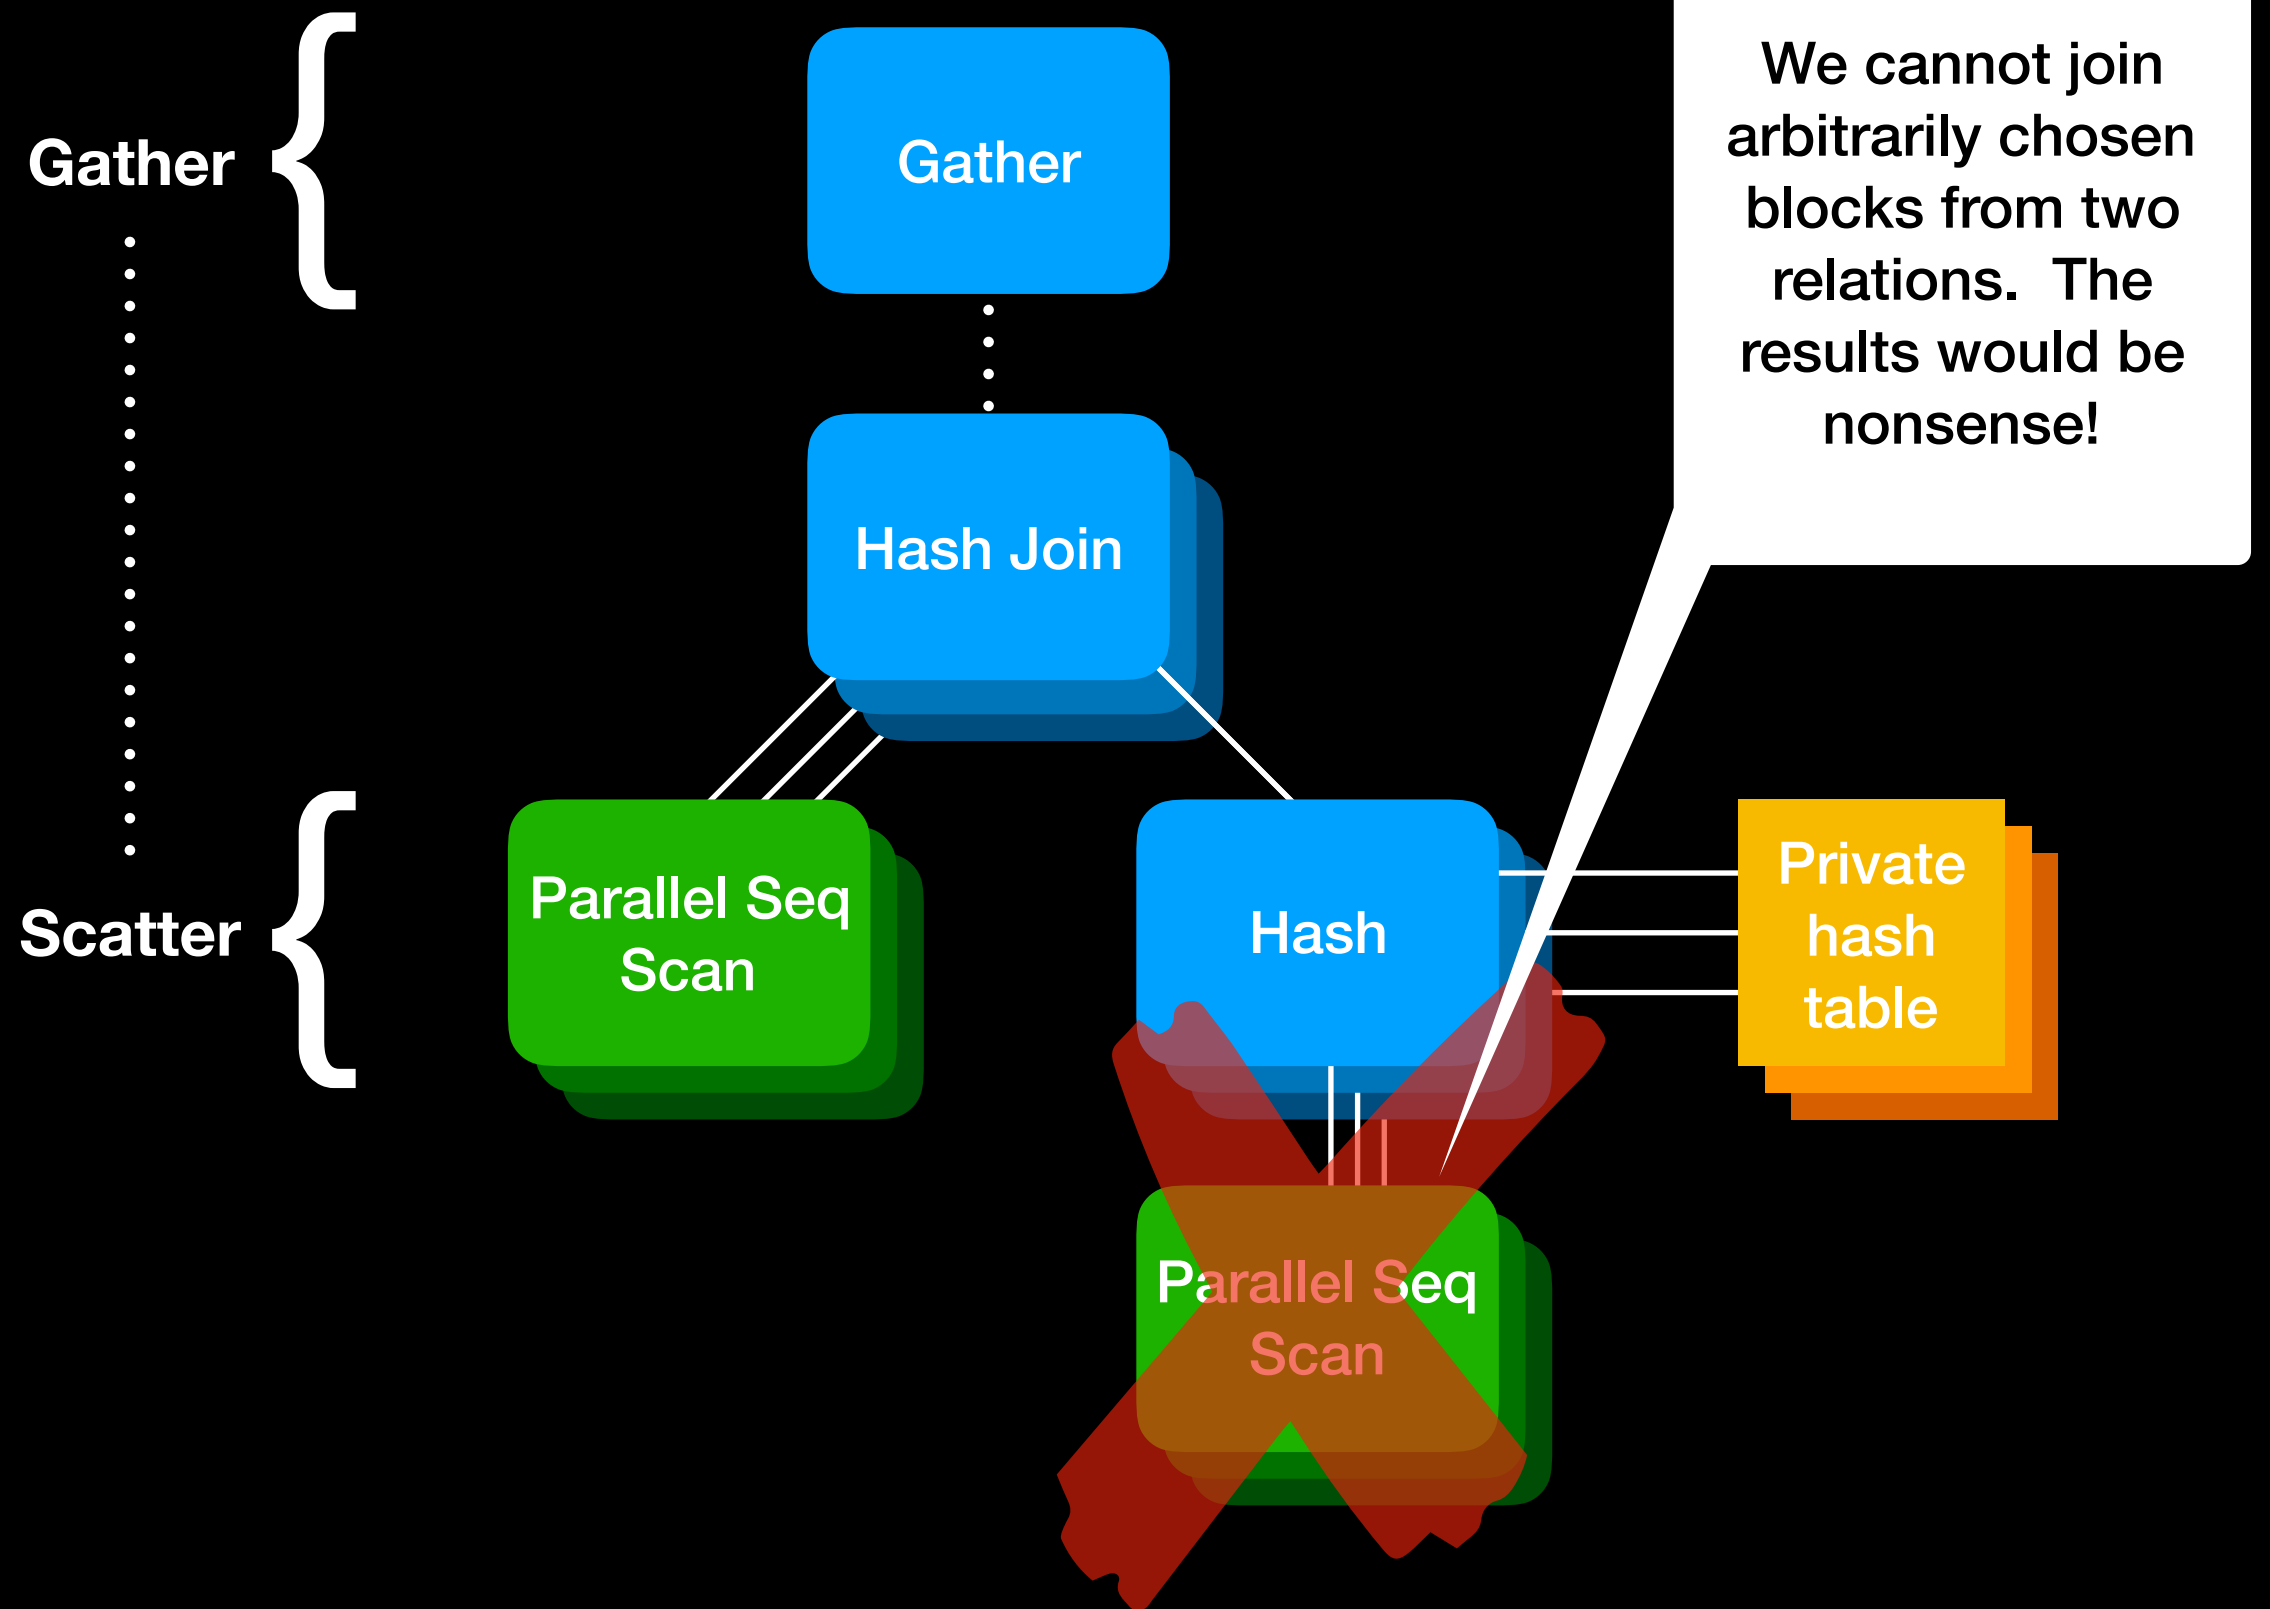 We cannot join
arbitrarily chosen
blocks from two
relations.  The
results would be
nonsense!
Gather
Gather
Hash Join
Scatter
Parallel Seq
Scan
Hash
Private
hash
table
Parallel Seq
Scan